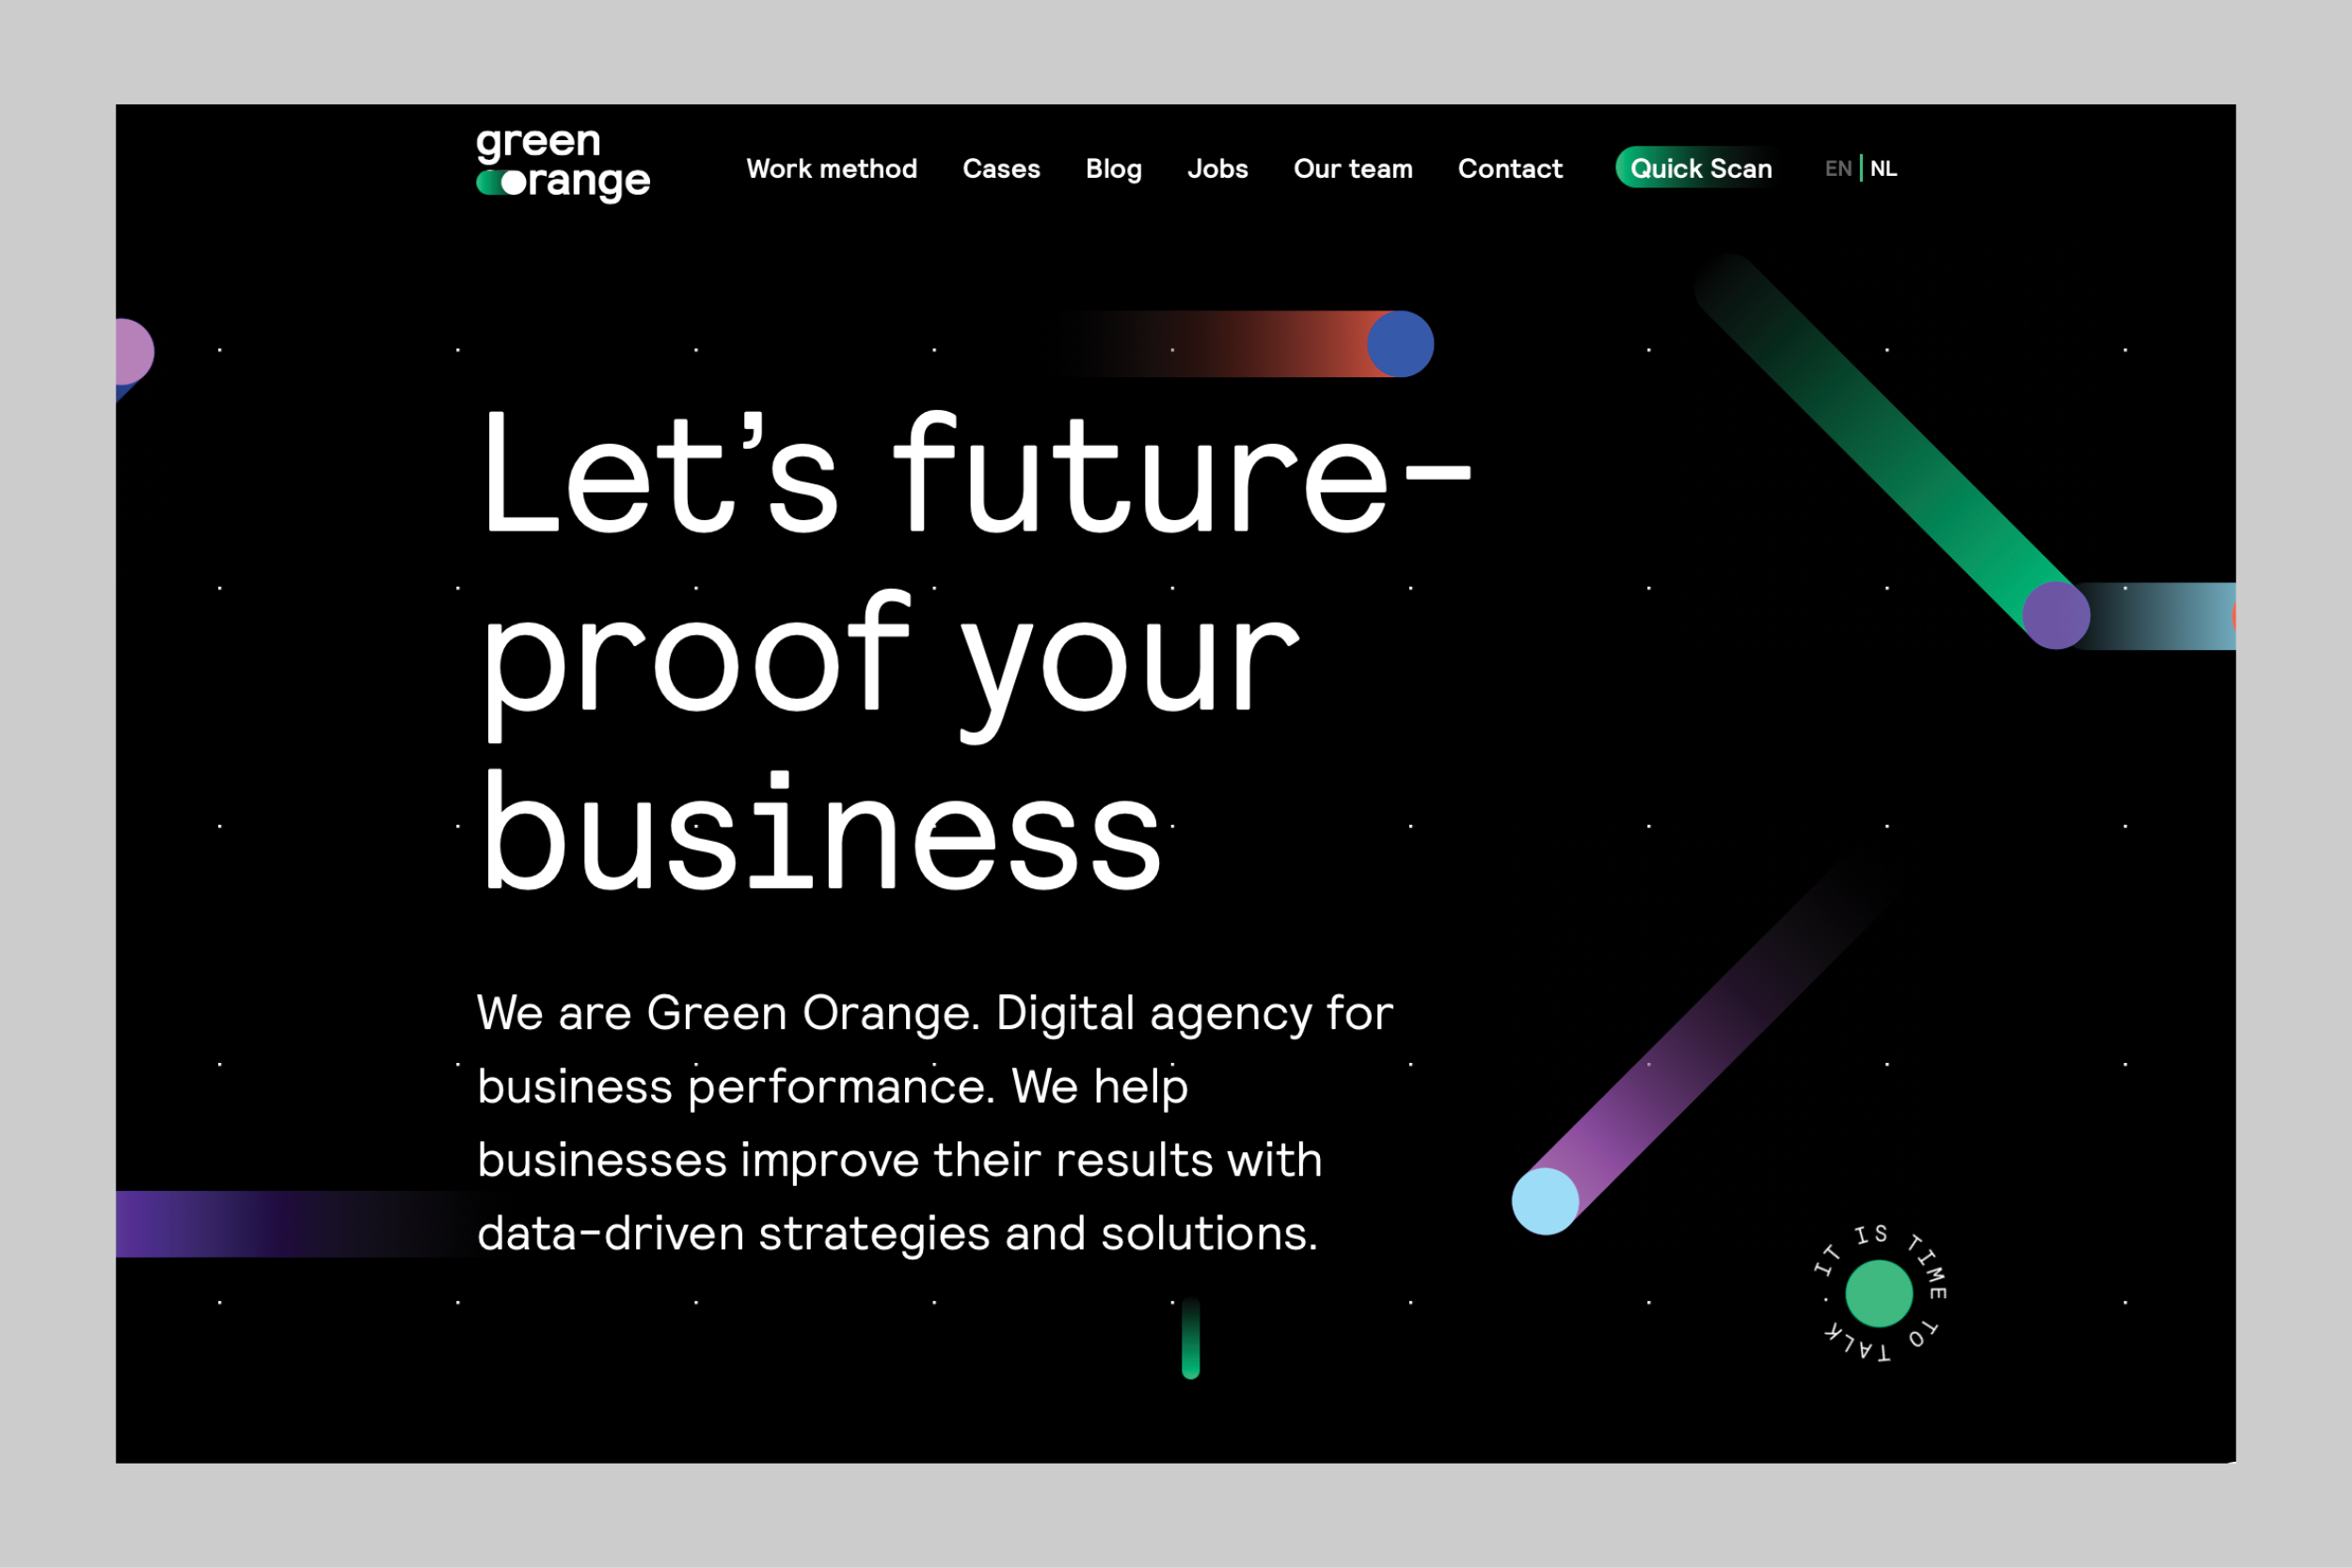 green
orange
Work method Cases Blog Jobs Our team Contact Quick Scan EN | NL
Let’s future-
proof your
business
We are Green Orange. Digital agency for
business performance. We help
businesses improve their results with
data-driven strategies and solutions.
IT IS TIME TO TALK ·